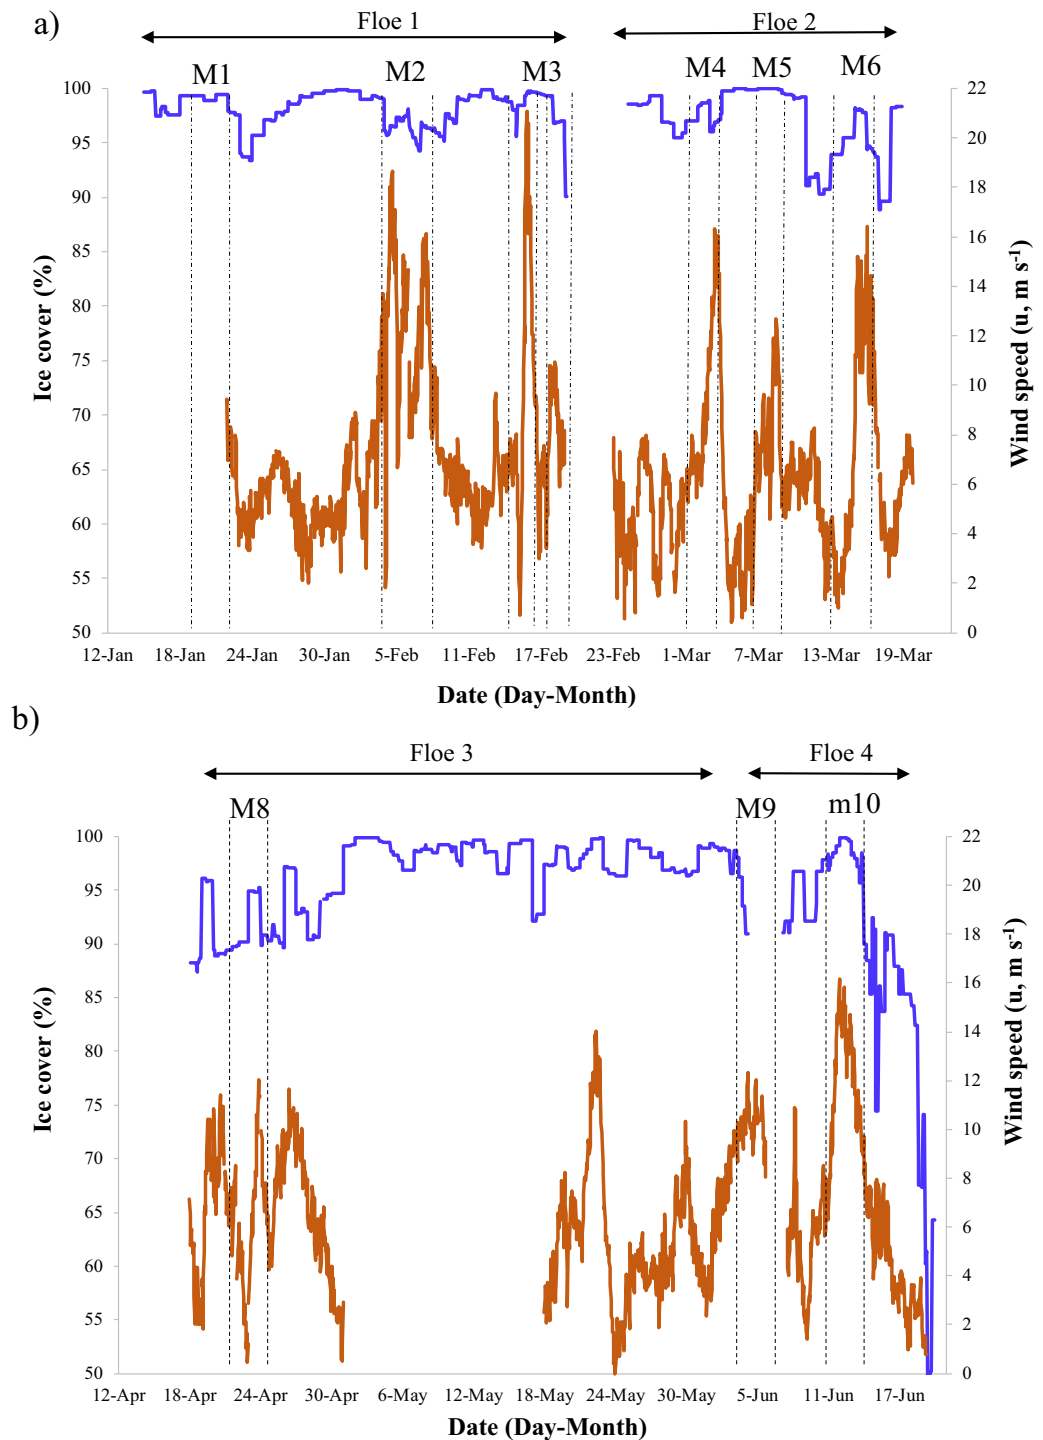 a)
Floe 1
Floe 2
M1
M2
M3
M4
M5
M6
100
95
90
85
80
75
70
65
60
55
50
Ice cover (%)
22
20
18
16
14
12
10
8
6
4
2
0
Wind speed (u, m s-1)
12-Jan
18-Jan
24-Jan
30-Jan
5-Feb
11-Feb
17-Feb
23-Feb
1-Mar
7-Mar
13-Mar
19-Mar
Date (Day-Month)
b)
Floe 3
Floe 4
M8
M9
m10
100
95
90
85
80
75
70
65
60
55
50
Ice cover (%)
22
20
18
16
14
12
10
8
6
4
2
0
Wind speed (u, m s-1)
12-Apr
18-Apr
24-Apr
30-Apr
6-May
12-May
18-May
24-May
30-May
5-Jun
11-Jun
17-Jun
Date (Day-Month)